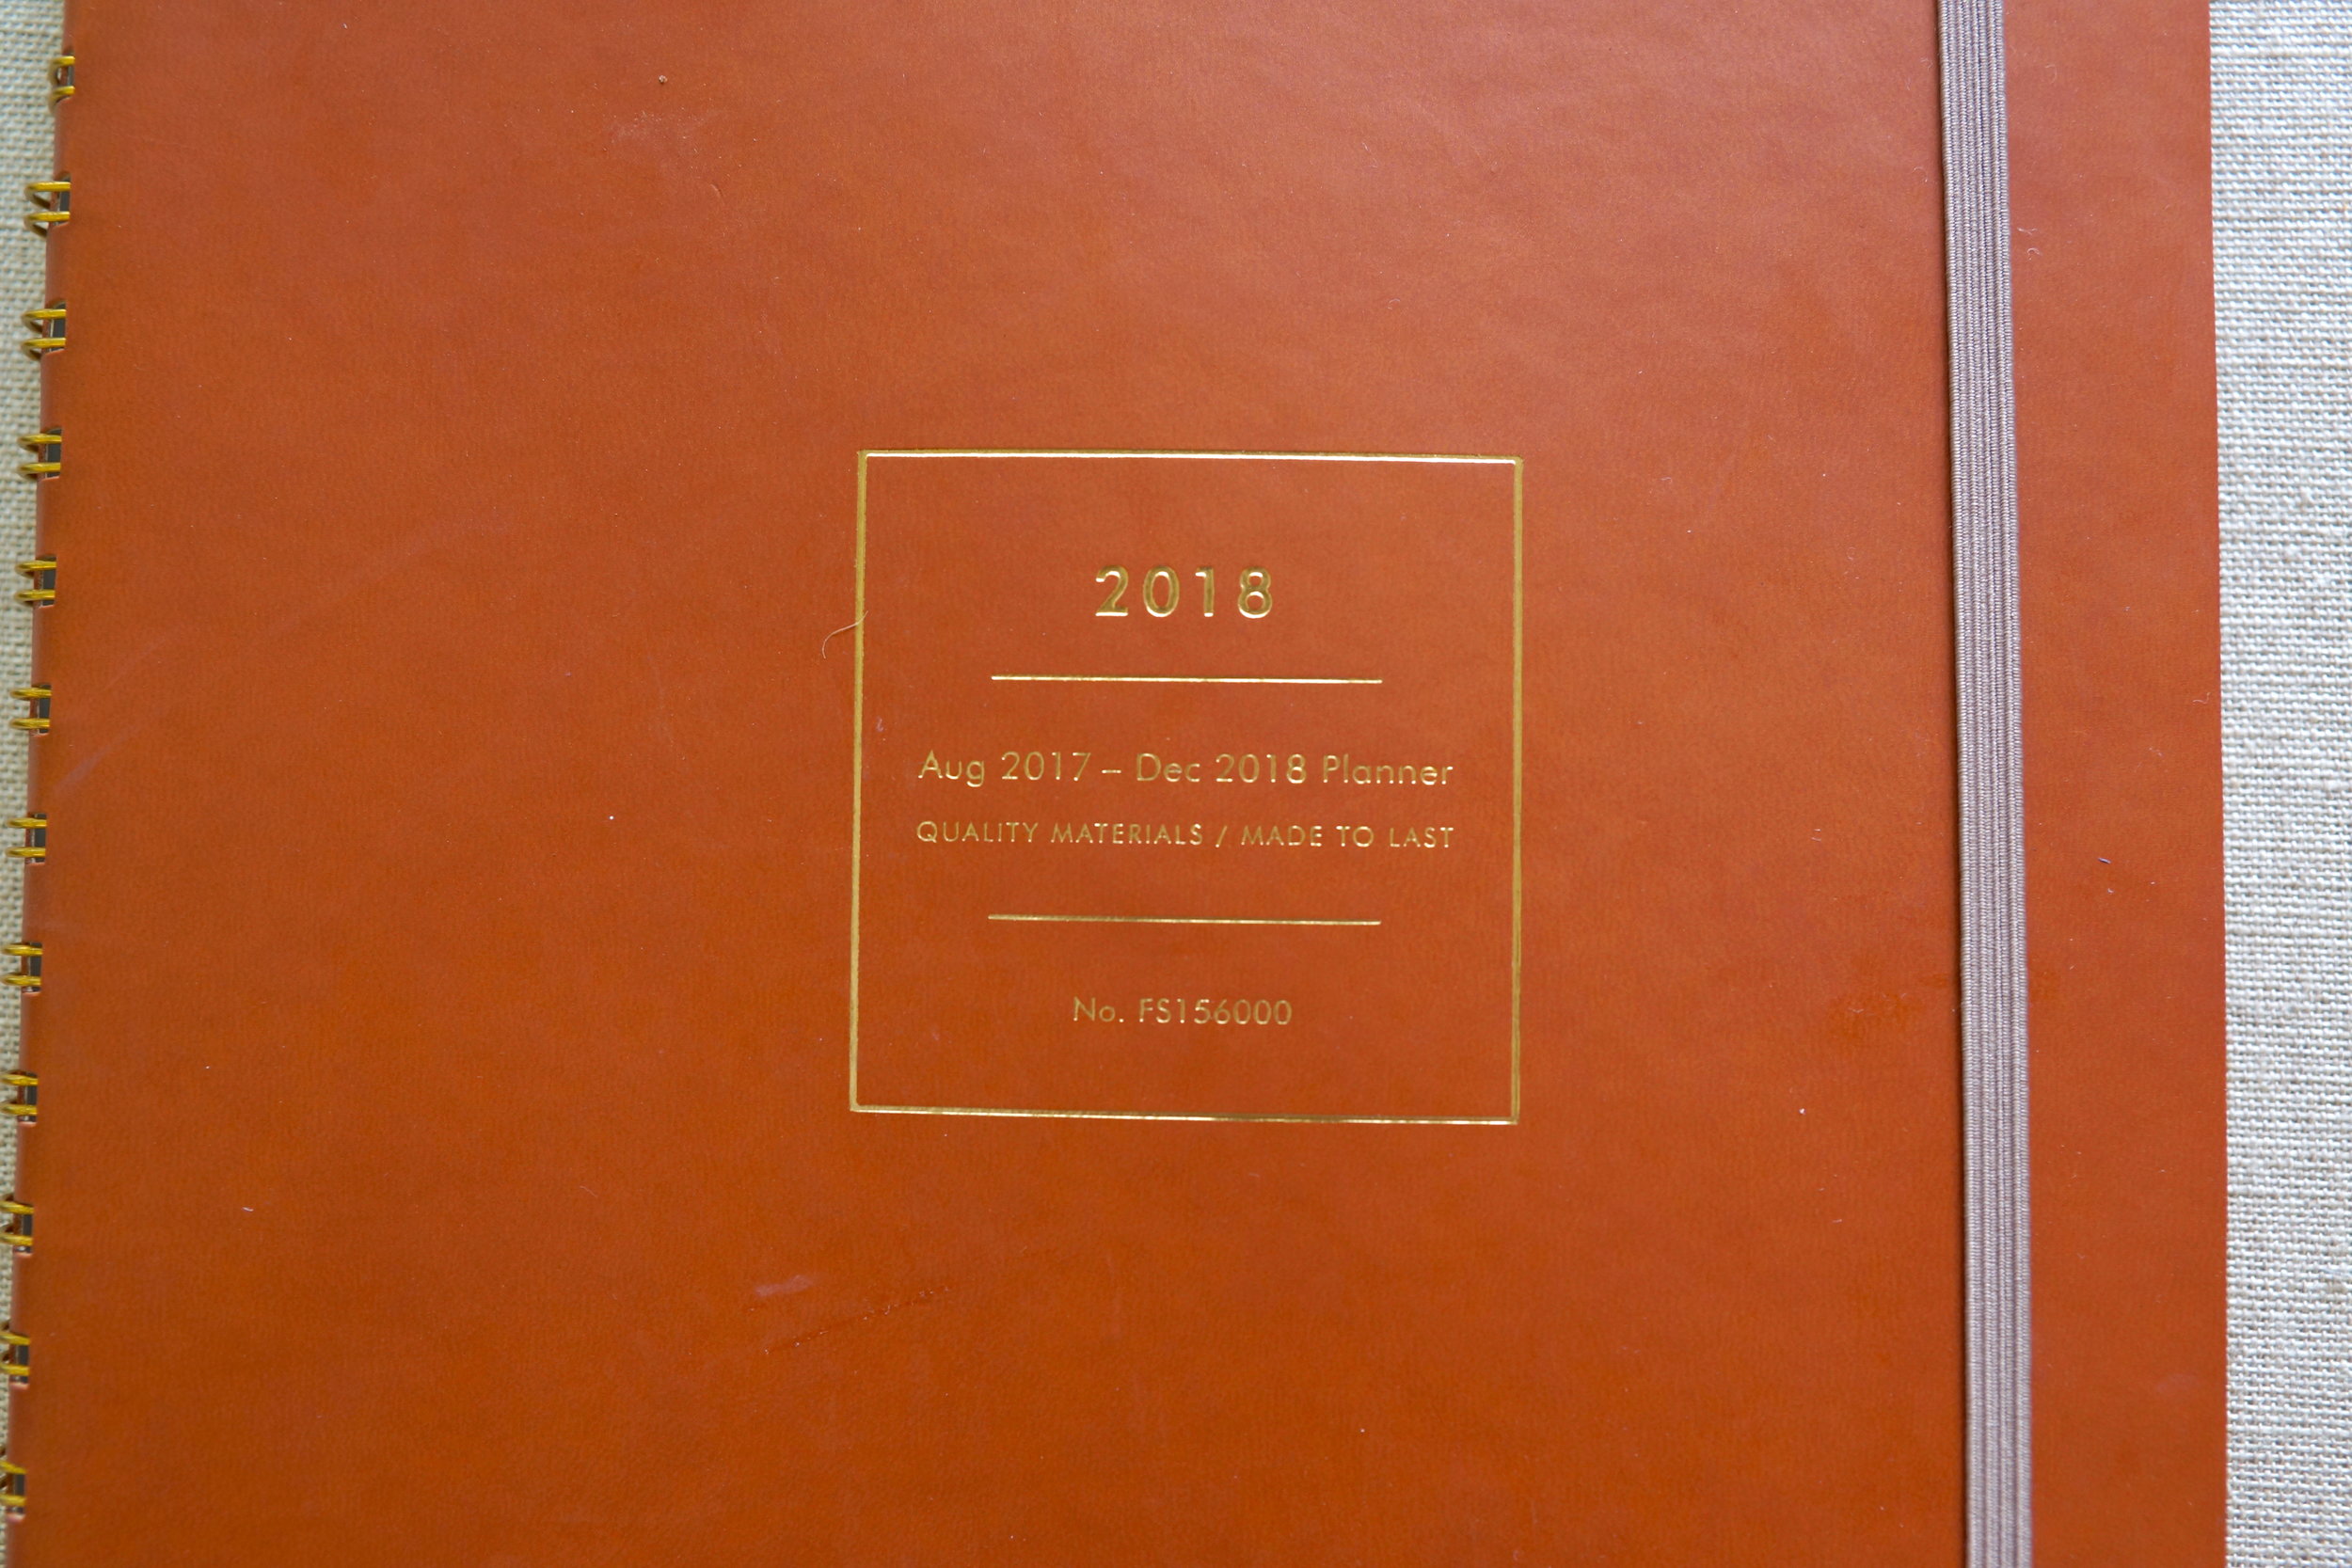 2018
Aug 2017 – Dec 2018 Planner
QUALITY MATERIALS / MADE TO LAST
No. FS156000